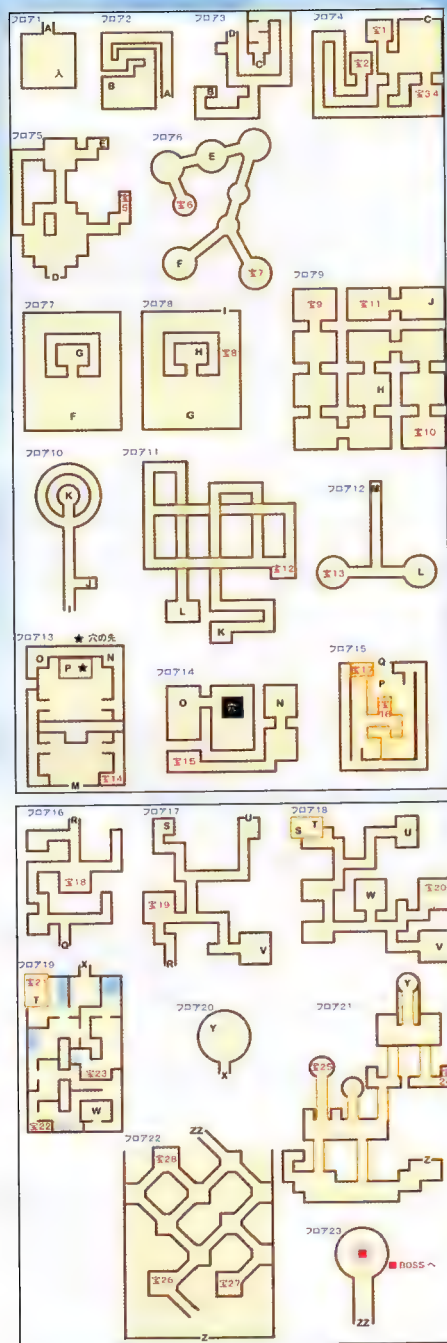 フロア1
A
入
フロア2
B
A
フロア3
D
C
B
フロア4
C
宝1
宝2
宝34
フロア5
E
宝5
D
フロア6
E
宝6
F
宝7
フロア7
G
F
フロア8
I
H
宝8
G
フロア9
宝9
宝11
J
H
宝10
フロア10
K
J
I
フロア11
宝12
L
K
フロア12
M
宝13
L
フロア13
★穴の先
O
P★
N
M
宝14
フロア14
O
穴
N
宝15
フロア15
Q
宝17
P
宝16
フロア16
R
宝18
Q
フロア17
S
U
宝19
R
V
フロア18
S
T
U
W
宝20
V
フロア19
X
宝21
T
宝23
宝22
W
フロア20
Y
X
フロア21
Y
宝25
Z
フロア22
ZZ
宝28
宝26
宝27
Z
フロア23
■BOSSへ
ZZ